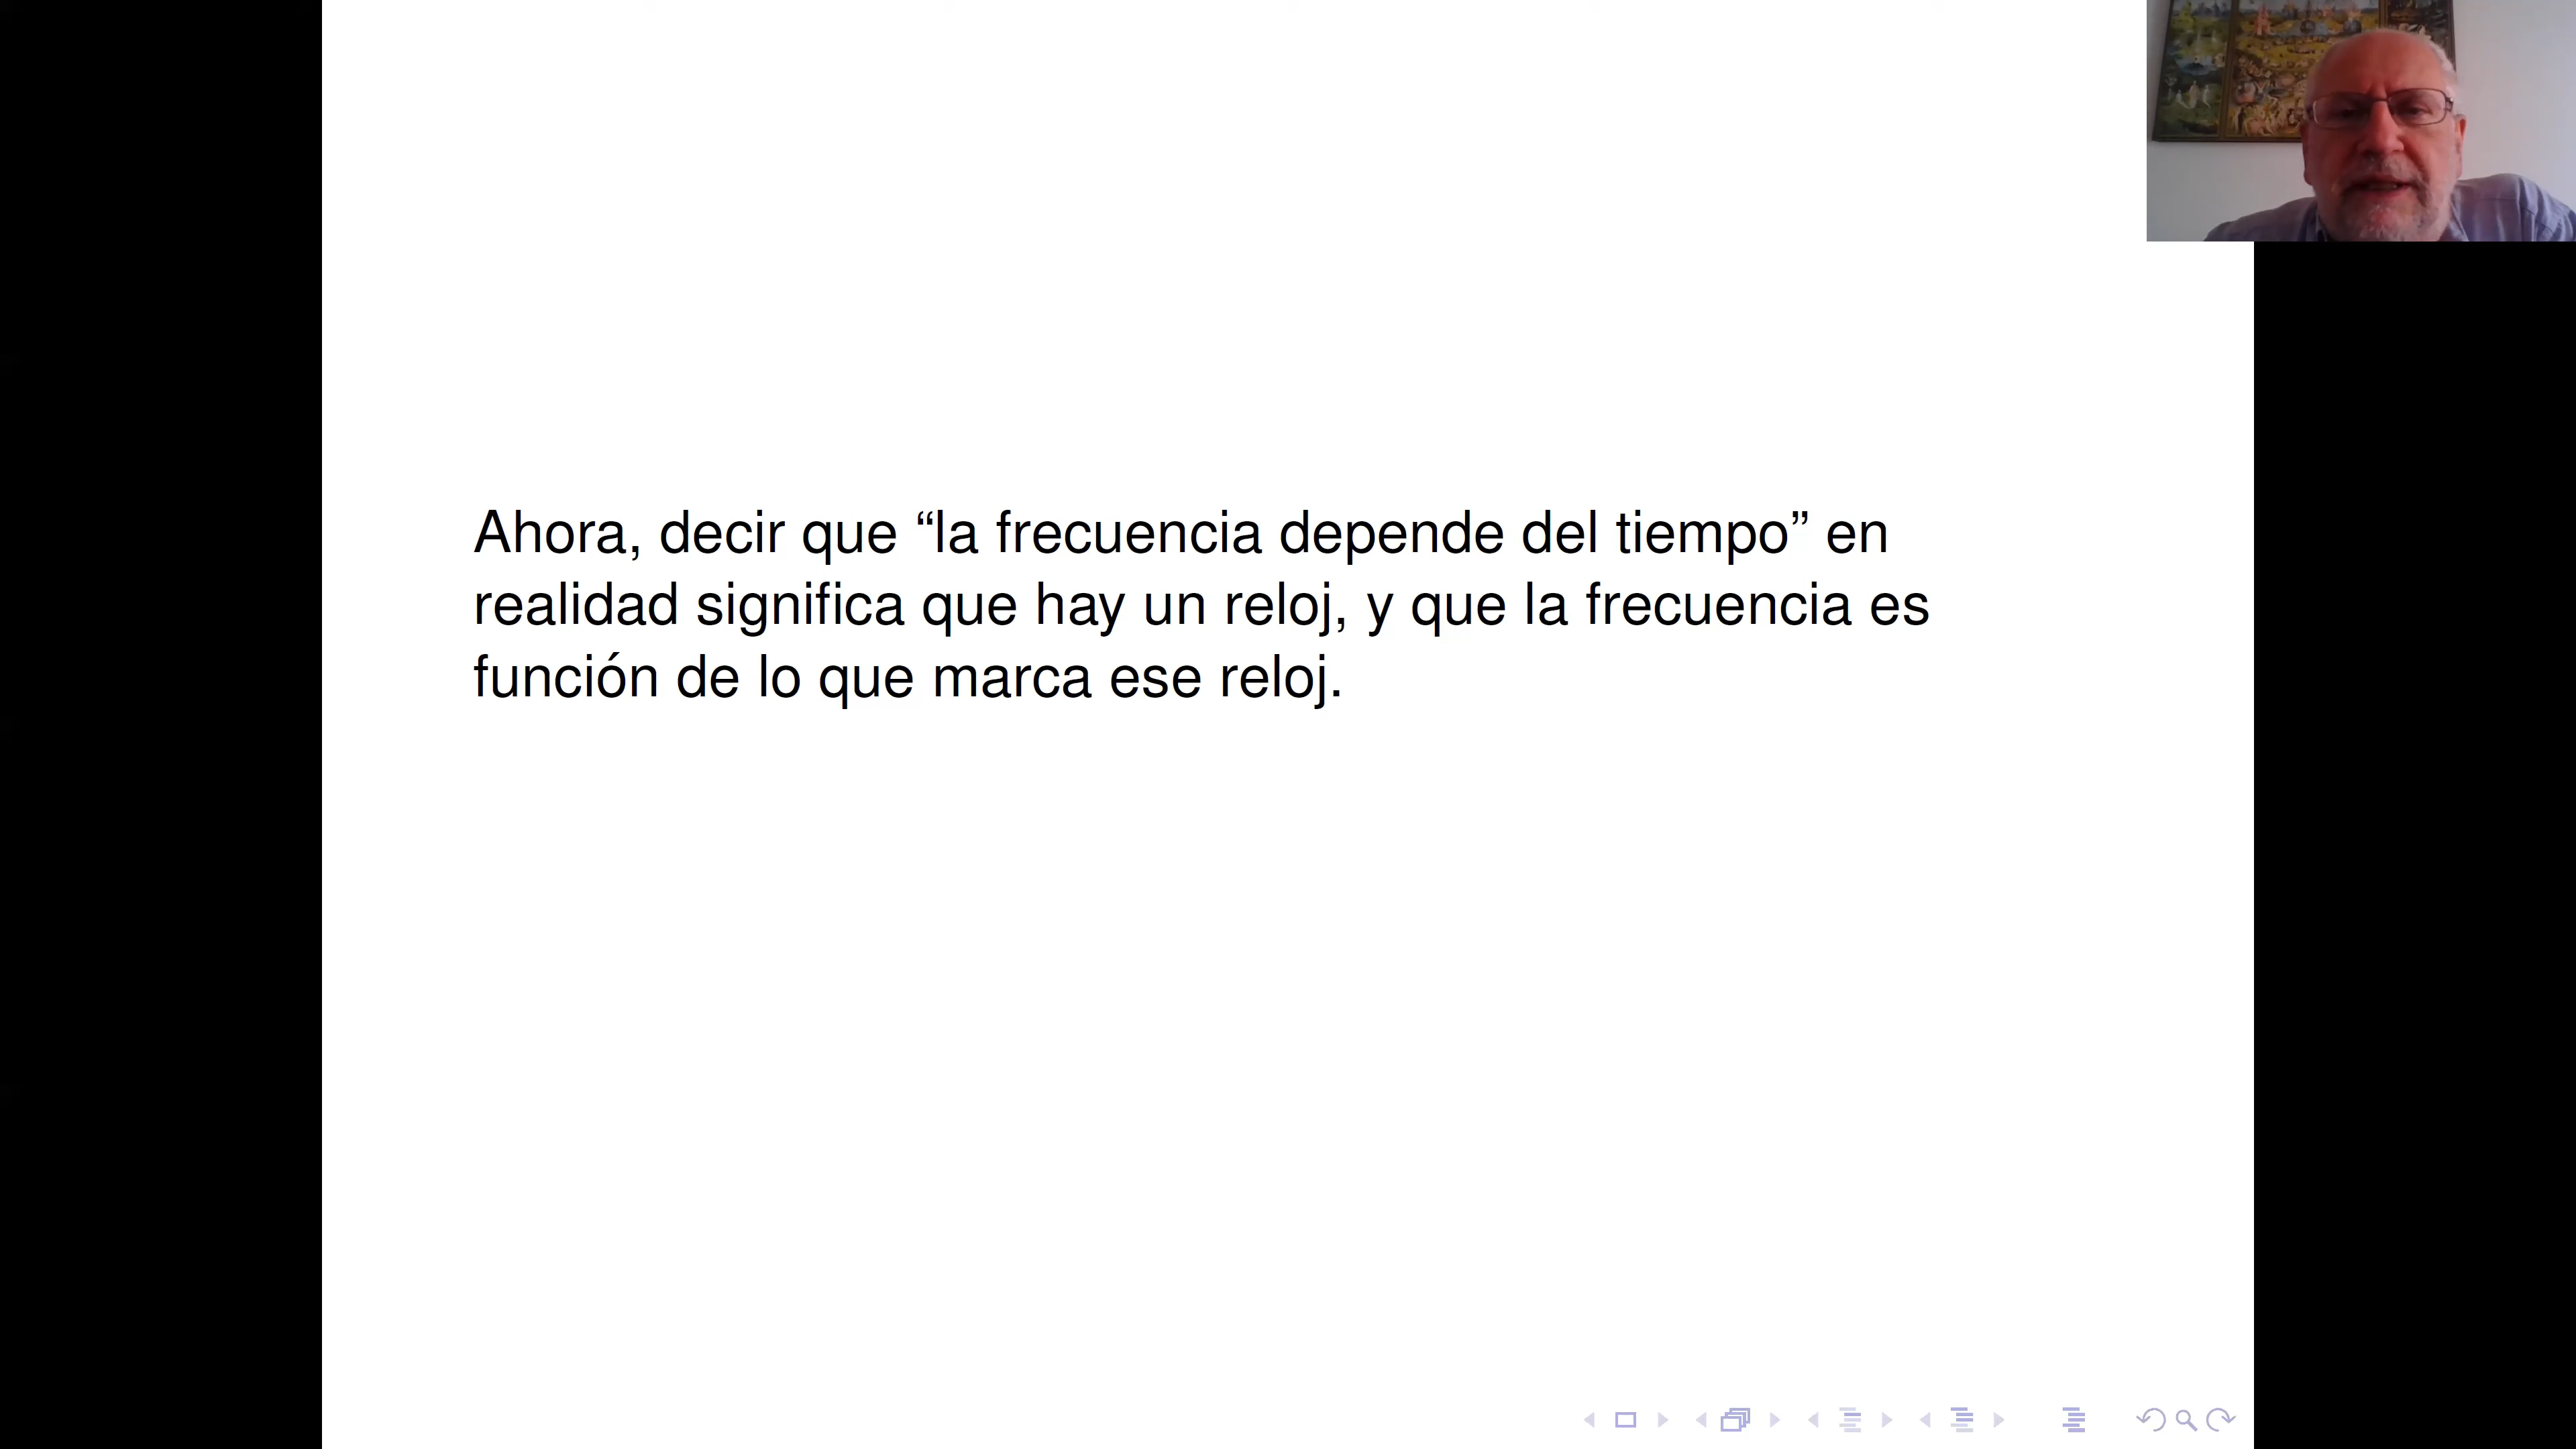 Ahora, decir que “la frecuencia depende del tiempo” en
realidad significa que hay un reloj, y que la frecuencia es
función de lo que marca ese reloj.